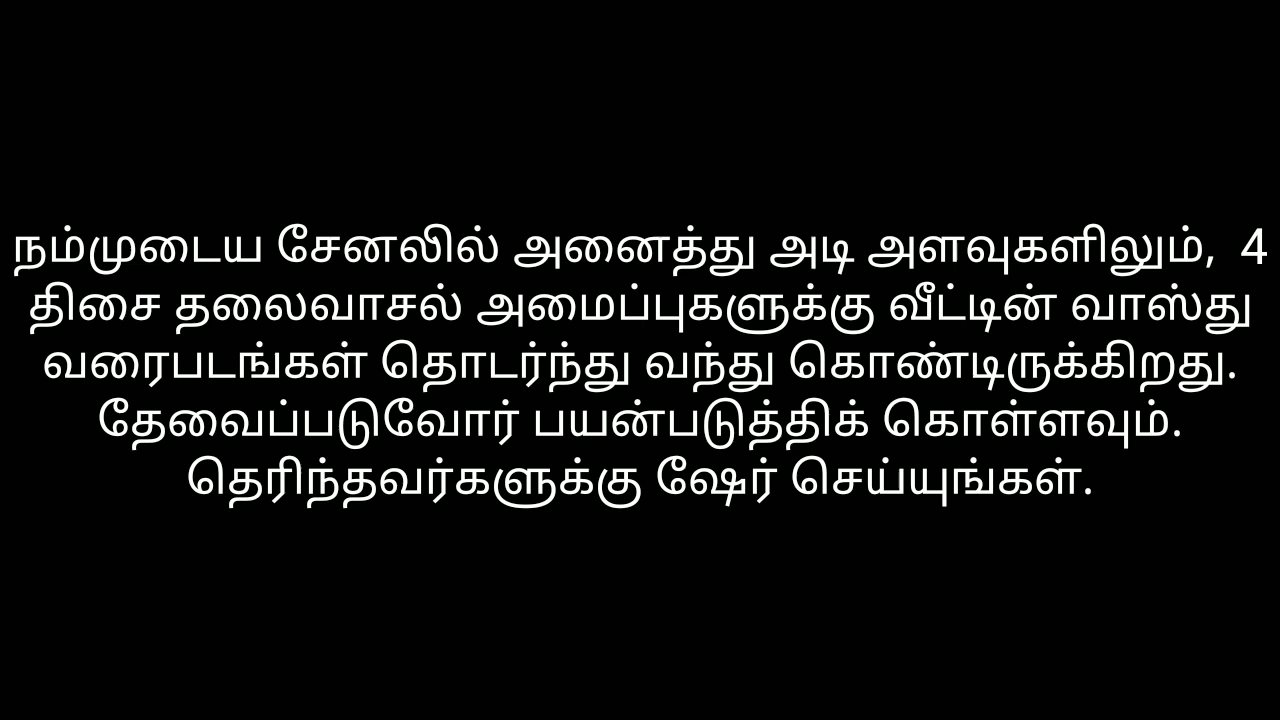 நம்முடைய சேனலில் அனைத்து அடி அளவுகளிலும், 4
திசை தலைவாசல் அமைப்புகளுக்கு வீட்டின் வாஸ்து
வரைபடங்கள் தொடர்ந்து வந்து கொண்டிருக்கிறது.
தேவைப்படுவோர் பயன்படுத்திக் கொள்ளவும்.
தெரிந்தவர்களுக்கு ஷேர் செய்யுங்கள்.